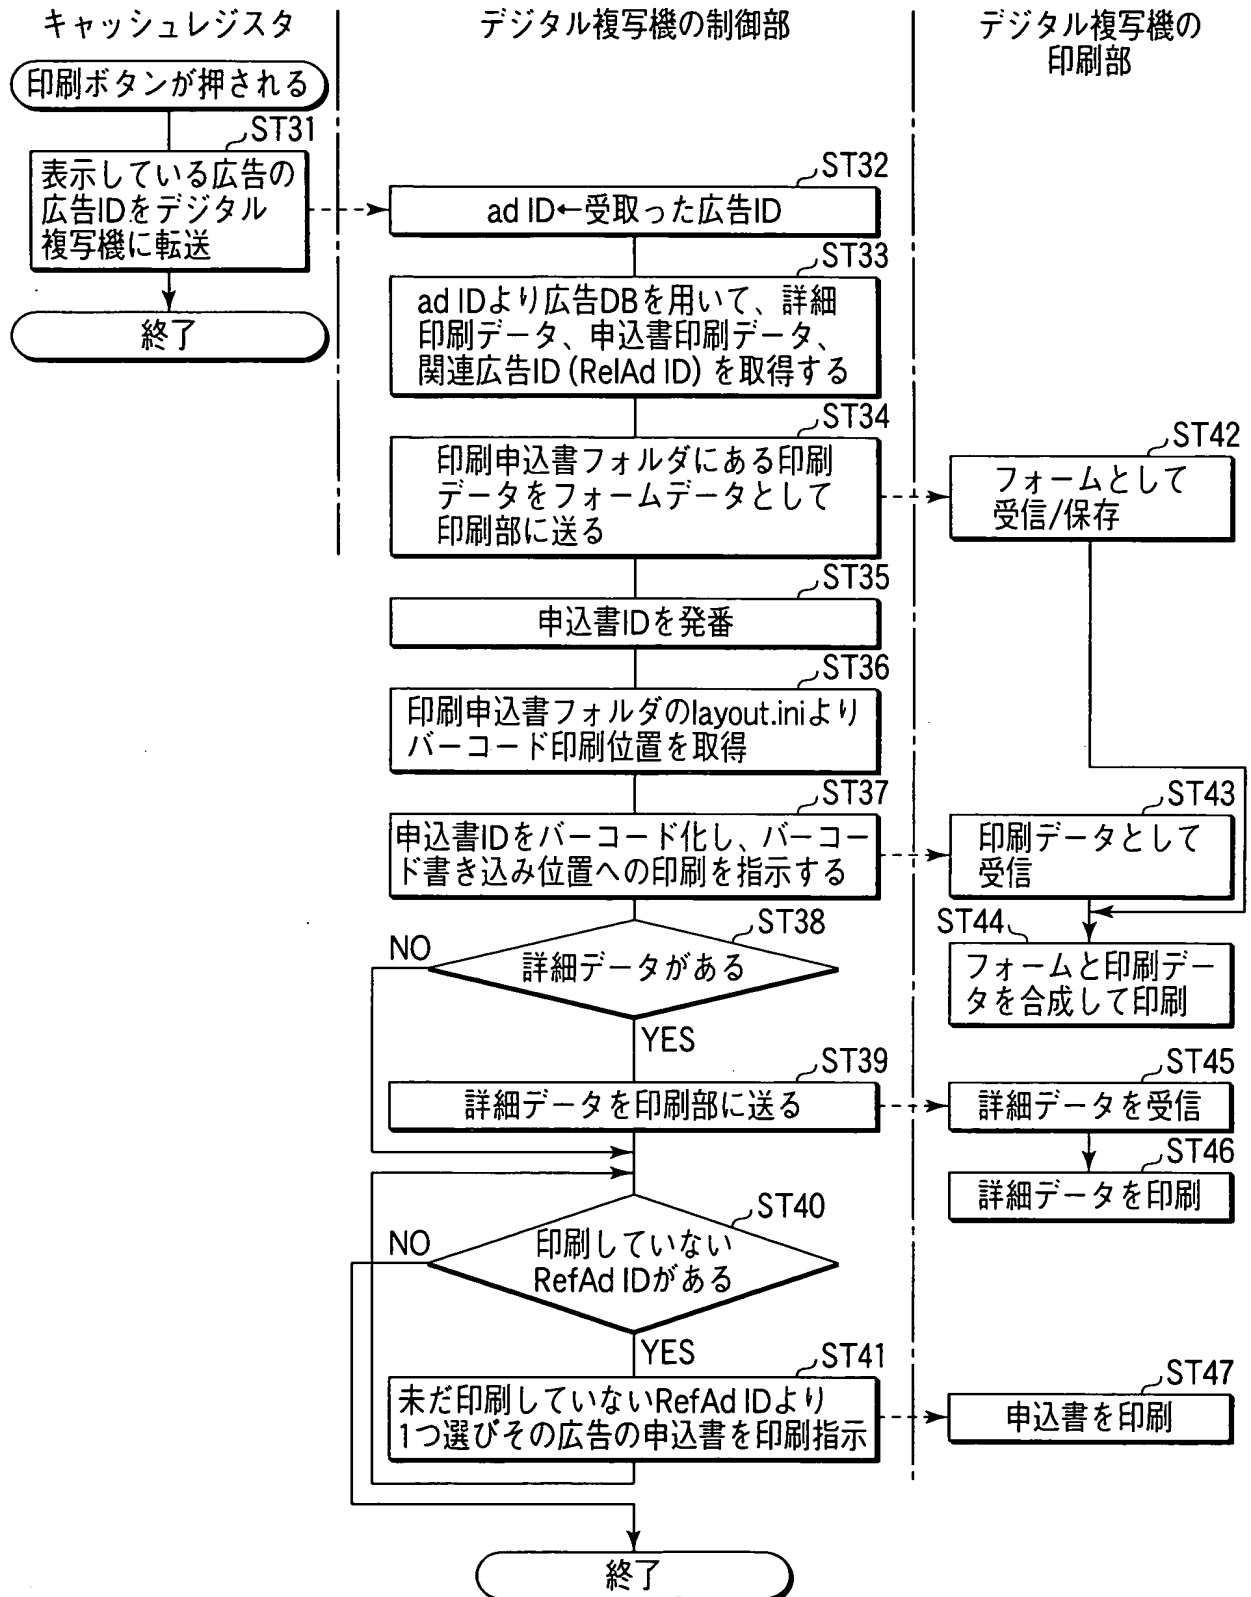 キャッシュレジスタ
デジタル複写機の制御部
デジタル複写機の
印刷部
印刷ボタンが押される
ST31
表示している広告の
広告IDをデジタル
複写機に転送
終了
ST32
ad ID←受取った広告ID
ST33
ad IDより広告DBを用いて、詳細
印刷データ、申込書印刷データ、
関連広告ID (RelAd ID) を取得する
ST34
印刷申込書フォルダにある印刷
データをフォームデータとして
印刷部に送る
ST42
フォームとして
受信/保存
ST35
申込書IDを発番
ST36
印刷申込書フォルダのlayout.iniより
バーコード印刷位置を取得
ST37
申込書IDをバーコード化し、バーコー
ド書き込み位置への印刷を指示する
ST43
印刷データとして
受信
ST38
NO
詳細データがある
YES
ST44
フォームと印刷デー
タを合成して印刷
ST39
詳細データを印刷部に送る
ST45
詳細データを受信
ST46
詳細データを印刷
ST40
NO
印刷していない
RefAd IDがある
YES
ST41
未だ印刷していないRefAd IDより
1つ選びその広告の申込書を印刷指示
ST47
申込書を印刷
終了